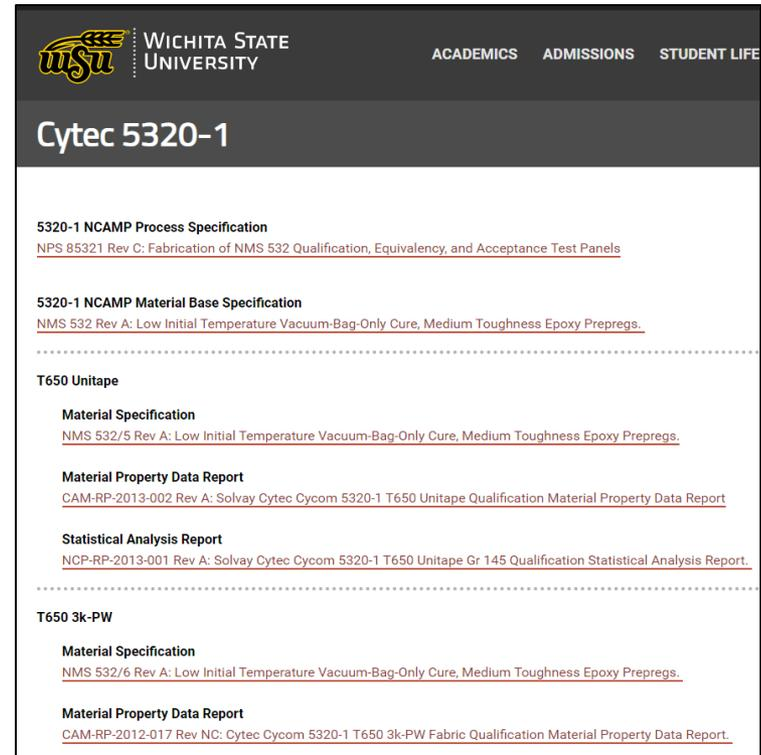 wsu
WICHITA STATE
UNIVERSITY
ACADEMICS ADMISSIONS STUDENT LIFE
Cytec 5320-1
5320-1 NCAMP Process Specification
NPS 85321 Rev C: Fabrication of NMS 532 Qualification, Equivalency, and Acceptance Test Panels
5320-1 NCAMP Material Base Specification
NMS 532 Rev A: Low Initial Temperature Vacuum-Bag-Only Cure, Medium Toughness Epoxy Prepregs.
T650 Unitape
Material Specification
NMS 532/5 Rev A: Low Initial Temperature Vacuum-Bag-Only Cure, Medium Toughness Epoxy Prepregs.
Material Property Data Report
CAM-RP-2013-002 Rev A: Solvay Cytec Cycom 5320-1 T650 Unitape Qualification Material Property Data Report
Statistical Analysis Report
NCP-RP-2013-001 Rev A: Solvay Cytec Cycom 5320-1 T650 Unitape Gr 145 Qualification Statistical Analysis Report.
T650 3k-PW
Material Specification
NMS 532/6 Rev A: Low Initial Temperature Vacuum-Bag-Only Cure, Medium Toughness Epoxy Prepregs.
Material Property Data Report
CAM-RP-2012-017 Rev NC: Cytec Cycom 5320-1 T650 3k-PW Fabric Qualification Material Property Data Report.